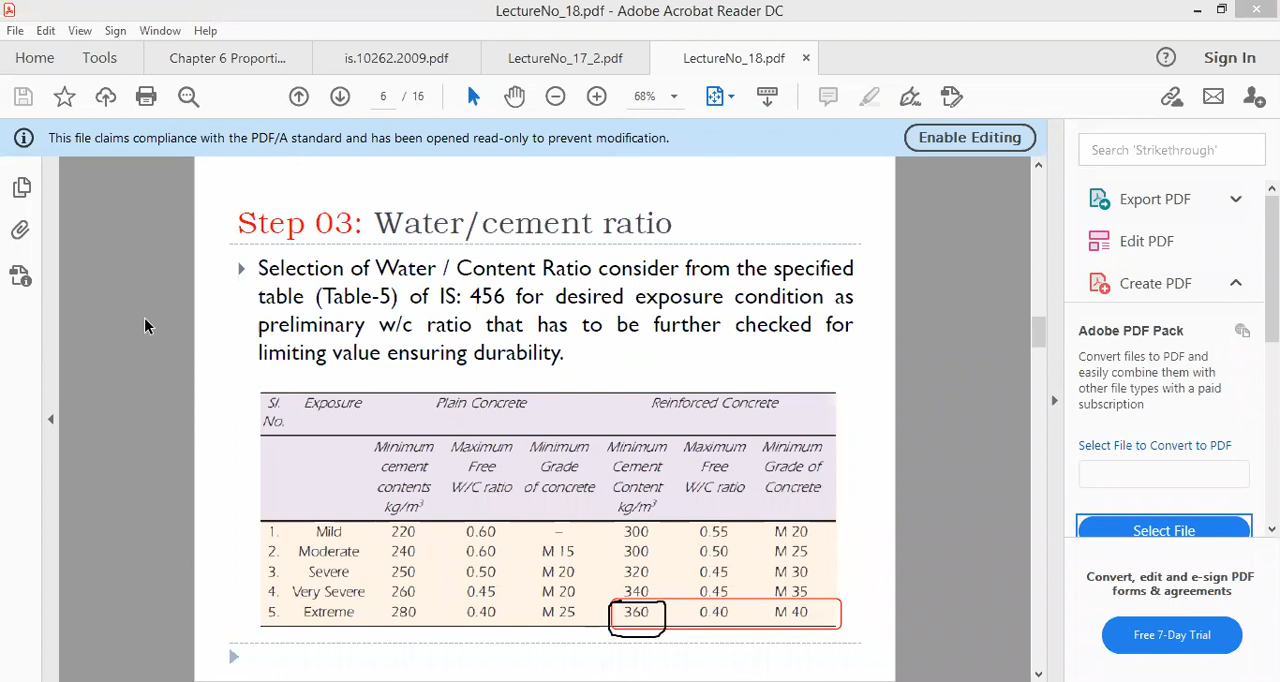 LectureNo_18.pdf - Adobe Acrobat Reader DC
File Edit View Sign Window Help
Home Tools Chapter 6 Proporti... is.10262.2009.pdf LectureNo_17_2.pdf LectureNo_18.pdf × Sign In
6 / 16 68%
This file claims compliance with the PDF/A standard and has been opened read-only to prevent modification. Enable Editing
Step 03: Water/cement ratio
Selection of Water / Content Ratio consider from the specified
table (Table-5) of IS: 456 for desired exposure condition as
preliminary w/c ratio that has to be further checked for
limiting value ensuring durability.
Sl. Exposure Plain Concrete Reinforced Concrete
No.
Minimum Maximum Minimum Minimum Maximum Minimum
cement Free Grade Cement Free Grade of
contents W/C ratio of concrete Content W/C ratio Concrete
kg/m³ kg/m³
1. Mild 220 0.60 – 300 0.55 M 20
2. Moderate 240 0.60 M 15 300 0.50 M 25
3. Severe 250 0.50 M 20 320 0.45 M 30
4. Very Severe 260 0.45 M 20 340 0.45 M 35
5. Extreme 280 0.40 M 25 360 0.40 M 40
Search 'Strikethrough'
Export PDF
Edit PDF
Create PDF
Adobe PDF Pack
Convert files to PDF and
easily combine them with
other file types with a paid
subscription
Select File to Convert to PDF
Select File
Convert, edit and e-sign PDF
forms & agreements
Free 7-Day Trial